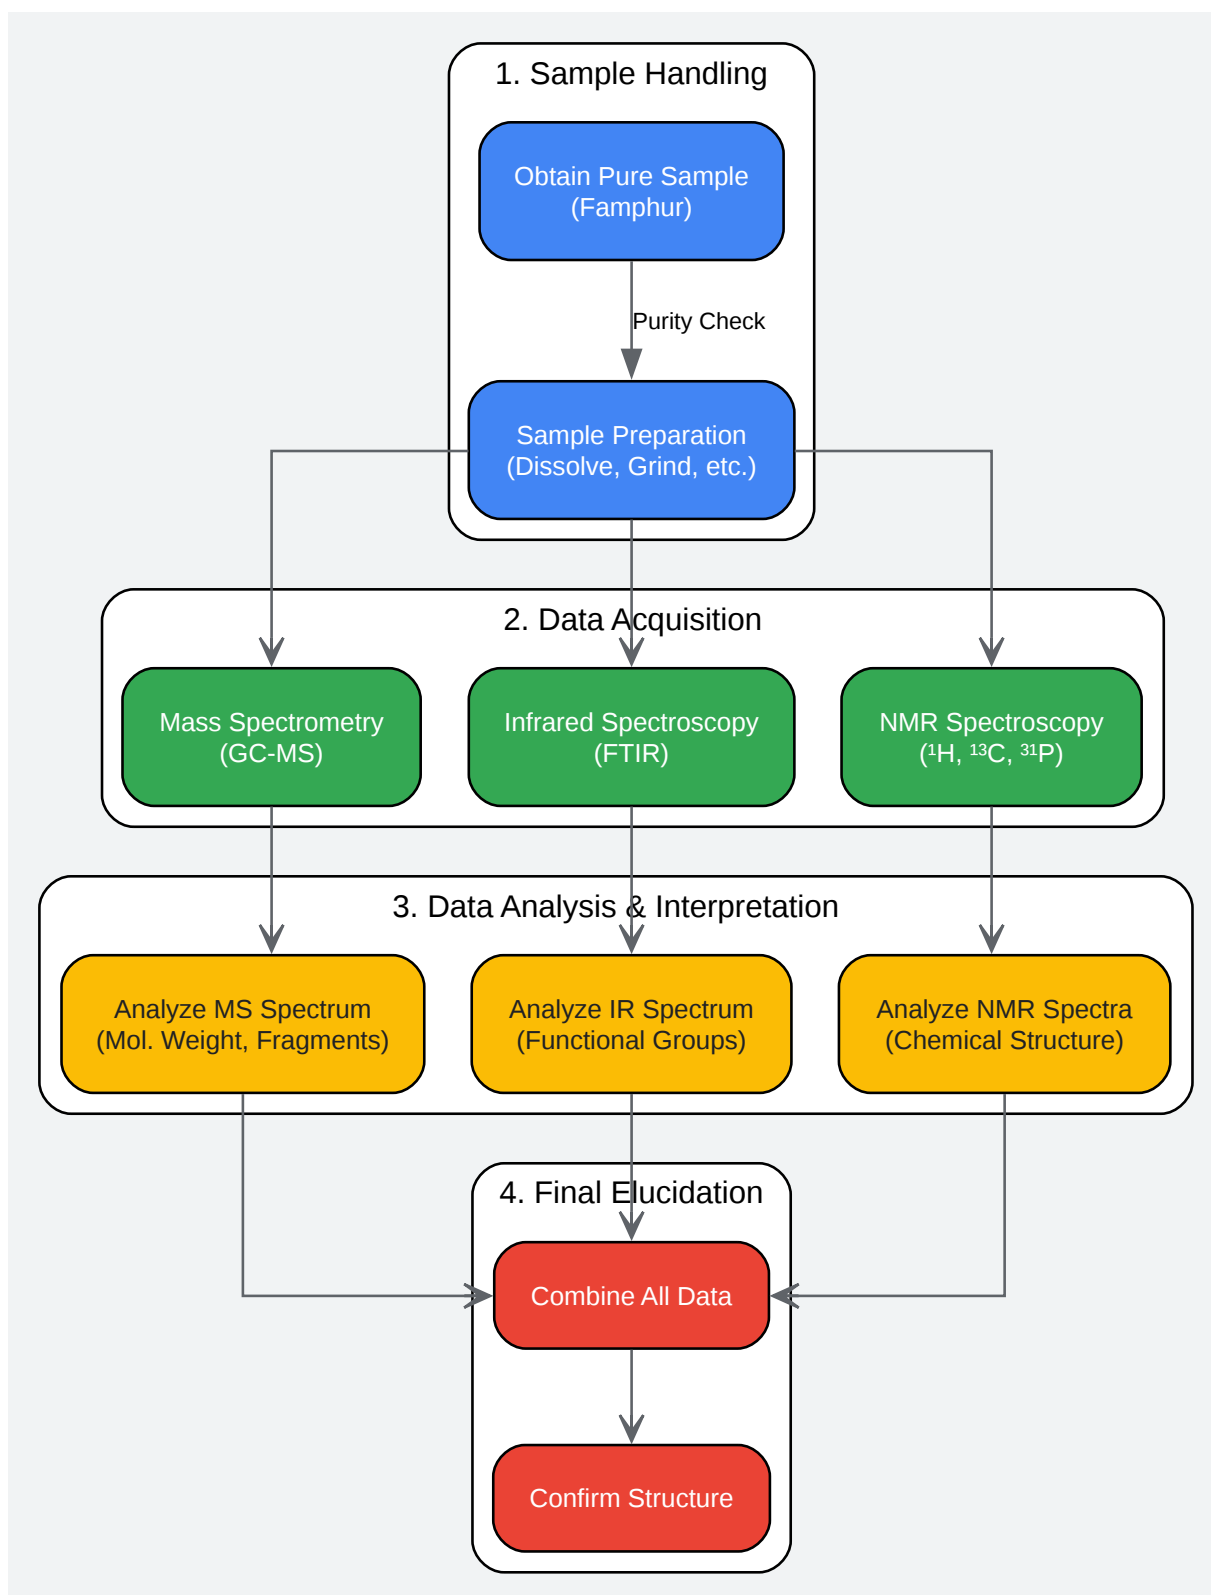 1. Sample Handling
Obtain Pure Sample
(Famphur)
Purity Check
Sample Preparation
(Dissolve, Grind, etc.)
2. Data Acquisition
Mass Spectrometry
(GC-MS)
Infrared Spectroscopy
(FTIR)
NMR Spectroscopy
(¹H, ¹³C, ³¹P)
3. Data Analysis & Interpretation
Analyze MS Spectrum
(Mol. Weight, Fragments)
Analyze IR Spectrum
(Functional Groups)
Analyze NMR Spectra
(Chemical Structure)
4. Final Elucidation
Combine All Data
Confirm Structure